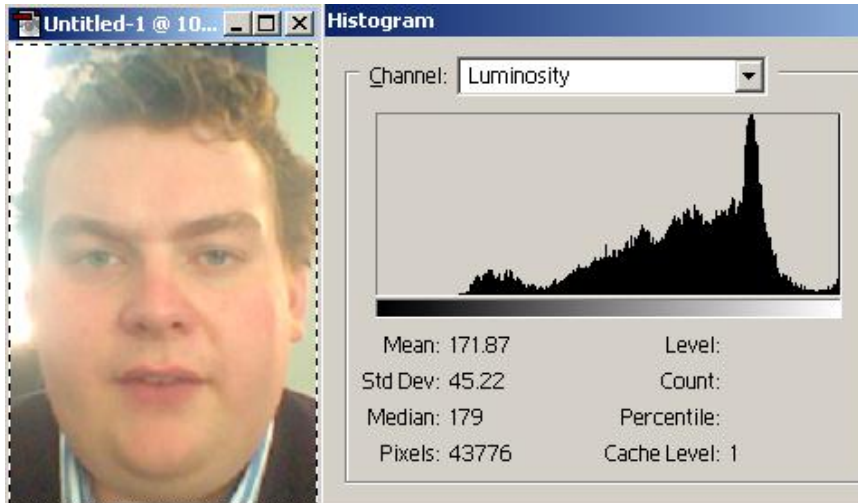 Untitled-1 @ 10...
Histogram
Channel: Luminosity
Mean: 171.87 Level:
Std Dev: 45.22 Count:
Median: 179 Percentile:
Pixels: 43776 Cache Level: 1